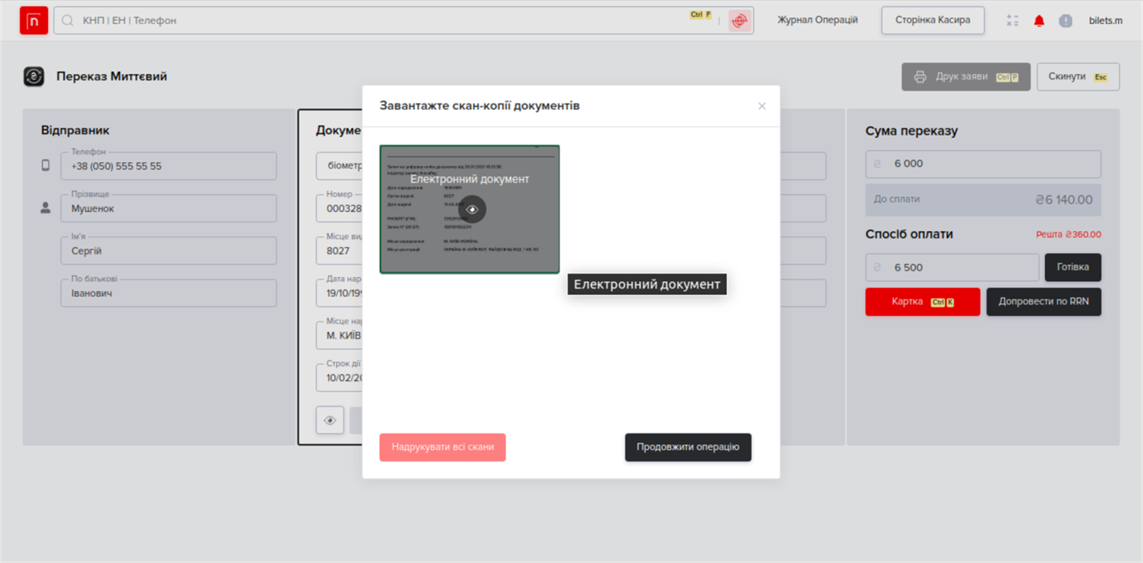 n
КНП | ЕН | Телефон
Ctrl F
Журнал Операцій
Сторінка Касира
bilets.m
Переказ Миттєвий
Друк заяви Ctrl P
Скинути Esc
Завантажте скан-копії документів
Відправник
Телефон
+38 (050) 555 55 55
Прізвище
Мушенок
Ім'я
Сергій
По батькові
Іванович
Докуме
біометр
Номер
000328
Місце ви
8027
Дата нар
19/10/19
Місце на
М. КИЇВ
Строк дії
10/02/20
Електронний документ
Електронний документ
Надрукувати всі скани
Продовжити операцію
Сума переказу
₴ 6 000
До сплати ₴6 140.00
Спосіб оплати Решта ₴360.00
₴ 6 500
Готівка
Картка Ctrl K
Допровести по RRN